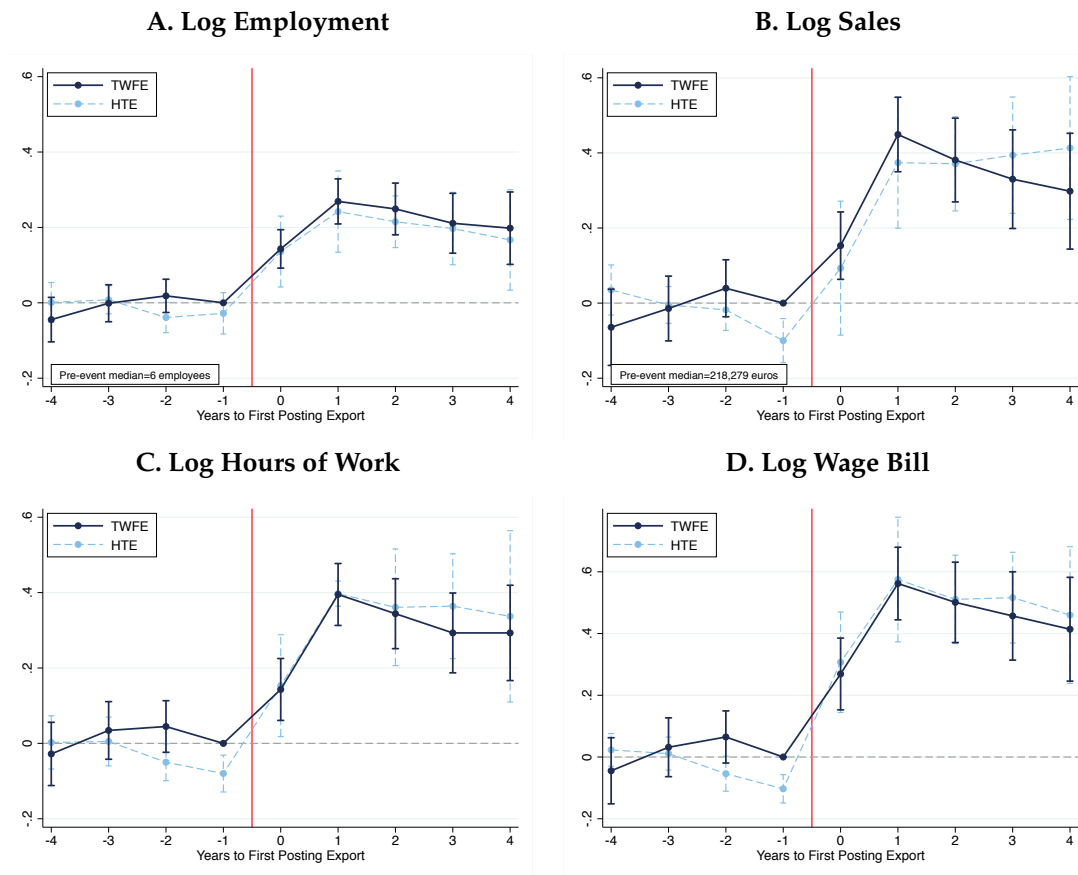 A. Log Employment
TWFE
HTE
.6
.4
.2
0
-.2
Pre-event median=6 employees
-4 -3 -2 -1 0 1 2 3 4
Years to First Posting Export
B. Log Sales
TWFE
HTE
.6
.4
.2
0
-.2
Pre-event median=218,279 euros
-4 -3 -2 -1 0 1 2 3 4
Years to First Posting Export
C. Log Hours of Work
TWFE
HTE
.6
.4
.2
0
-.2
-4 -3 -2 -1 0 1 2 3 4
Years to First Posting Export
D. Log Wage Bill
TWFE
HTE
.6
.4
.2
0
-.2
-4 -3 -2 -1 0 1 2 3 4
Years to First Posting Export